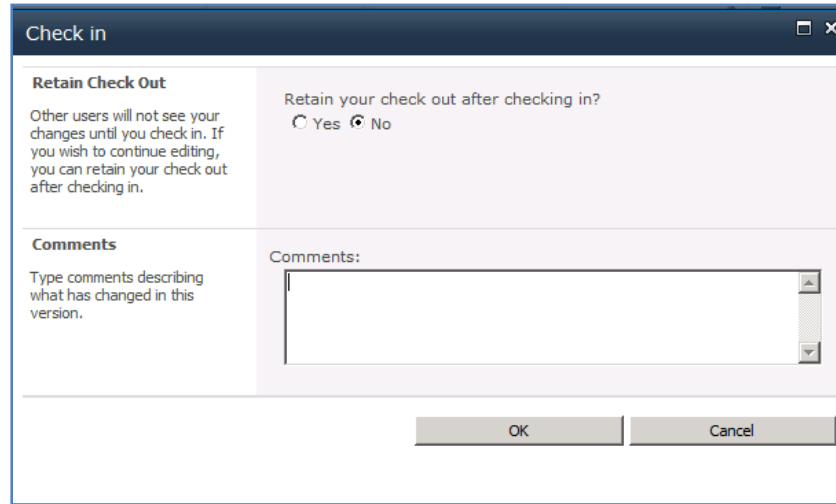 Check in
Retain Check Out
Other users will not see your
changes until you check in. If
you wish to continue editing,
you can retain your check out
after checking in.
Retain your check out after checking in?
Yes No
Comments
Type comments describing
what has changed in this
version.
Comments:
OK Cancel